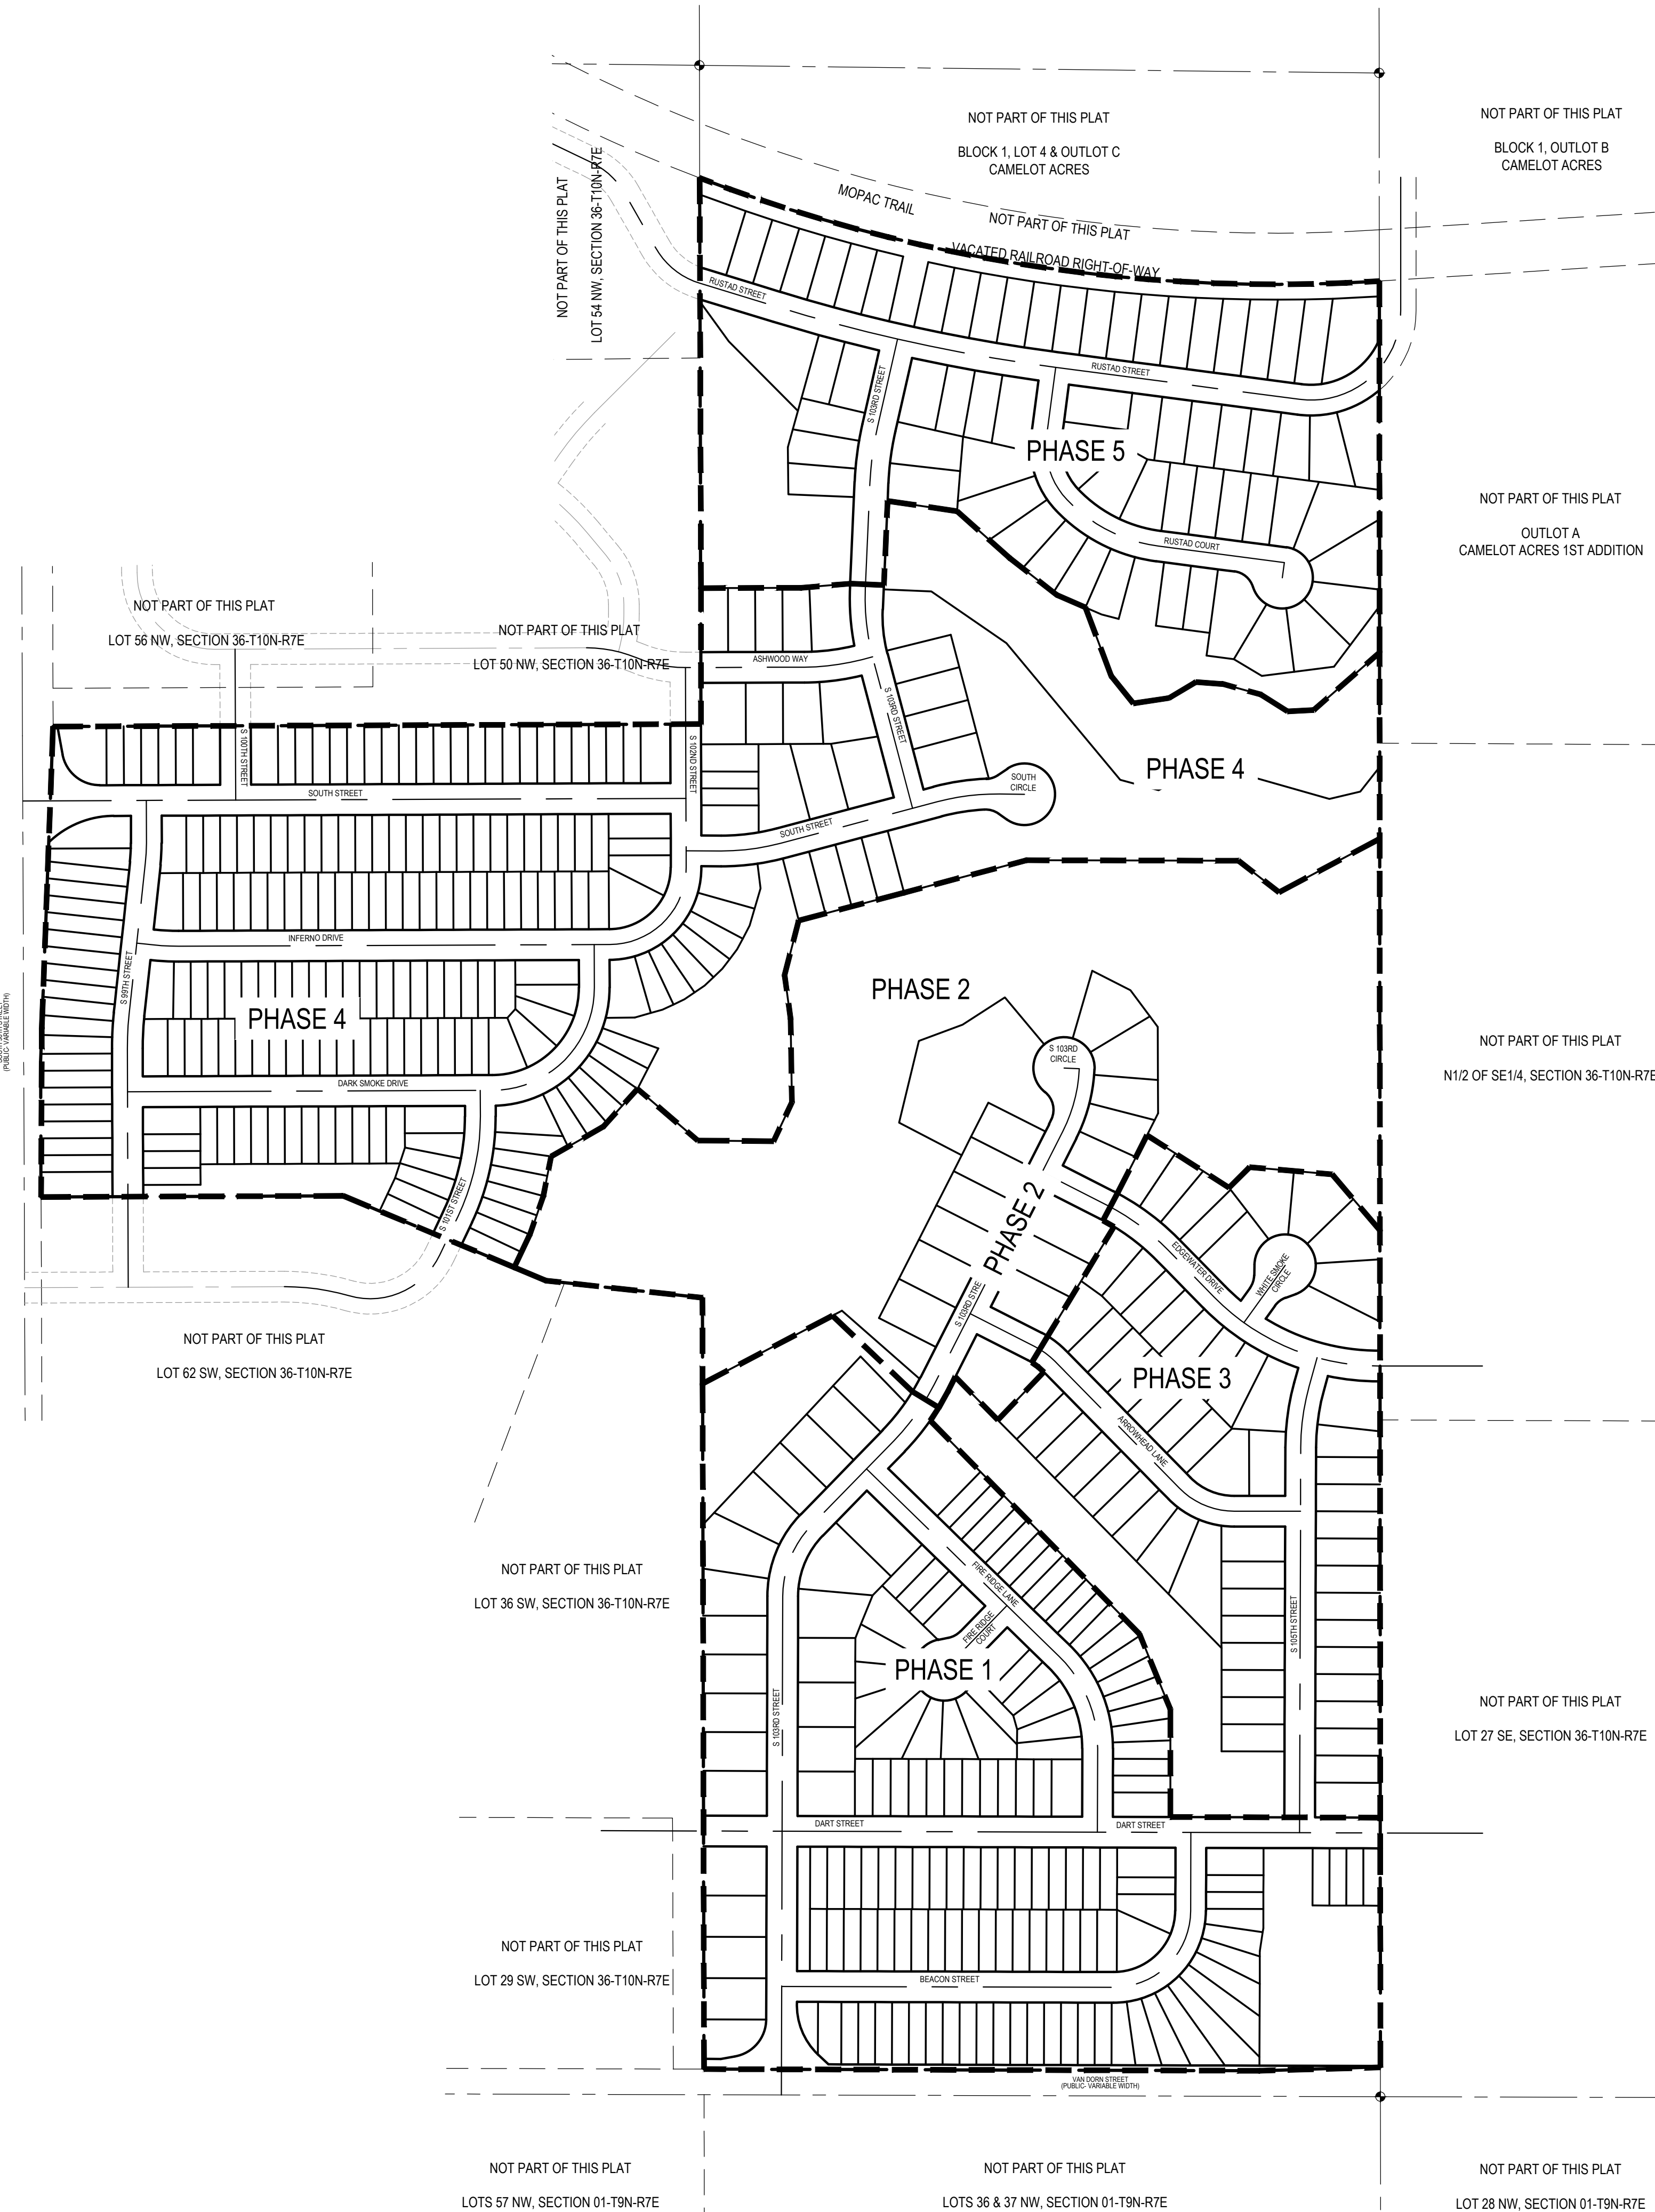 NOT PART OF THIS PLAT
BLOCK 1, LOT 4 & OUTLOT C
CAMELOT ACRES
NOT PART OF THIS PLAT
BLOCK 1, OUTLOT B
CAMELOT ACRES
NOT PART OF THIS PLAT
LOT 54 NW, SECTION 36-T10N-R7E
MOPAC TRAIL
NOT PART OF THIS PLAT
VACATED RAILROAD RIGHT-OF-WAY
RUSTAD STREET
RUSTAD STREET
S 103RD STREET
PHASE 5
RUSTAD COURT
NOT PART OF THIS PLAT
OUTLOT A
CAMELOT ACRES 1ST ADDITION
NOT PART OF THIS PLAT
LOT 56 NW, SECTION 36-T10N-R7E
NOT PART OF THIS PLAT
LOT 50 NW, SECTION 36-T10N-R7E
ASHWOOD WAY
S 103RD STREET
S 100TH STREET
S 102ND STREET
SOUTH STREET
SOUTH
CIRCLE
PHASE 4
SOUTH STREET
INFERNO DRIVE
S 99TH STREET
PHASE 4
PHASE 2
(PUBLIC- VARIABLE WIDTH)
DARK SMOKE DRIVE
S 103RD
CIRCLE
NOT PART OF THIS PLAT
N1/2 OF SE1/4, SECTION 36-T10N-R7E
S 101ST STREET
PHASE 2
EDGEWATER DRIVE
WHITE SMOKE
CIRCLE
S 103RD STRE
NOT PART OF THIS PLAT
LOT 62 SW, SECTION 36-T10N-R7E
PHASE 3
ARROWHEAD LANE
NOT PART OF THIS PLAT
LOT 36 SW, SECTION 36-T10N-R7E
FIRE RIDGE LANE
FIRE RIDGE
COURT
PHASE 1
S 103RD STREET
S 105TH STREET
NOT PART OF THIS PLAT
LOT 27 SE, SECTION 36-T10N-R7E
DART STREET
DART STREET
NOT PART OF THIS PLAT
LOT 29 SW, SECTION 36-T10N-R7E
BEACON STREET
VAN DORN STREET
(PUBLIC- VARIABLE WIDTH)
NOT PART OF THIS PLAT
LOTS 57 NW, SECTION 01-T9N-R7E
NOT PART OF THIS PLAT
LOTS 36 & 37 NW, SECTION 01-T9N-R7E
NOT PART OF THIS PLAT
LOT 28 NW, SECTION 01-T9N-R7E